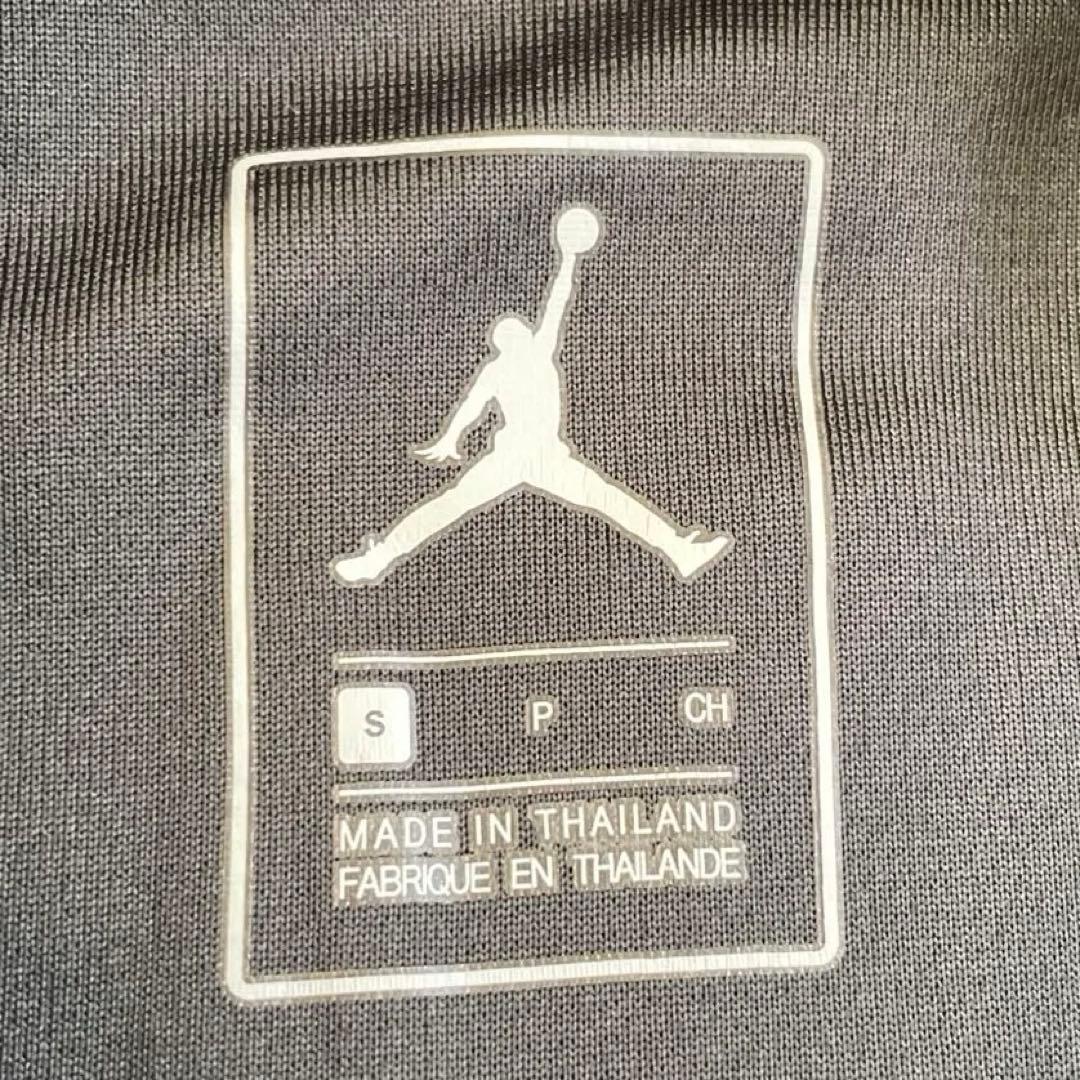 S P CH
MADE IN THAILAND
FABRIQUE EN THAILANDE